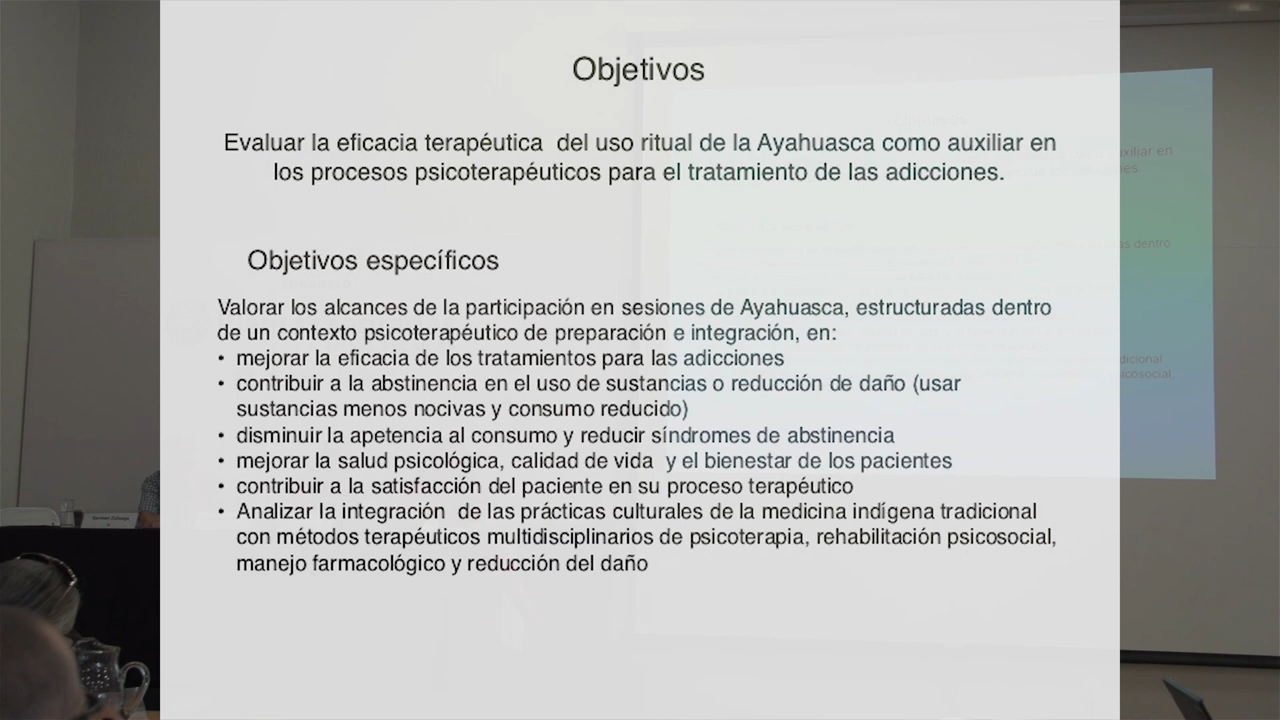 Objetivos
Evaluar la eficacia terapéutica del uso ritual de la Ayahuasca como auxiliar en
los procesos psicoterapéuticos para el tratamiento de las adicciones.
Objetivos específicos
Valorar los alcances de la participación en sesiones de Ayahuasca, estructuradas dentro
de un contexto psicoterapéutico de preparación e integración, en:
• mejorar la eficacia de los tratamientos para las adicciones
• contribuir a la abstinencia en el uso de sustancias o reducción de daño (usar
sustancias menos nocivas y consumo reducido)
• disminuir la apetencia al consumo y reducir síndromes de abstinencia
• mejorar la salud psicológica, calidad de vida y el bienestar de los pacientes
• contribuir a la satisfacción del paciente en su proceso terapéutico
• Analizar la integración de las prácticas culturales de la medicina indígena tradicional
con métodos terapéuticos multidisciplinarios de psicoterapia, rehabilitación psicosocial,
manejo farmacológico y reducción del daño